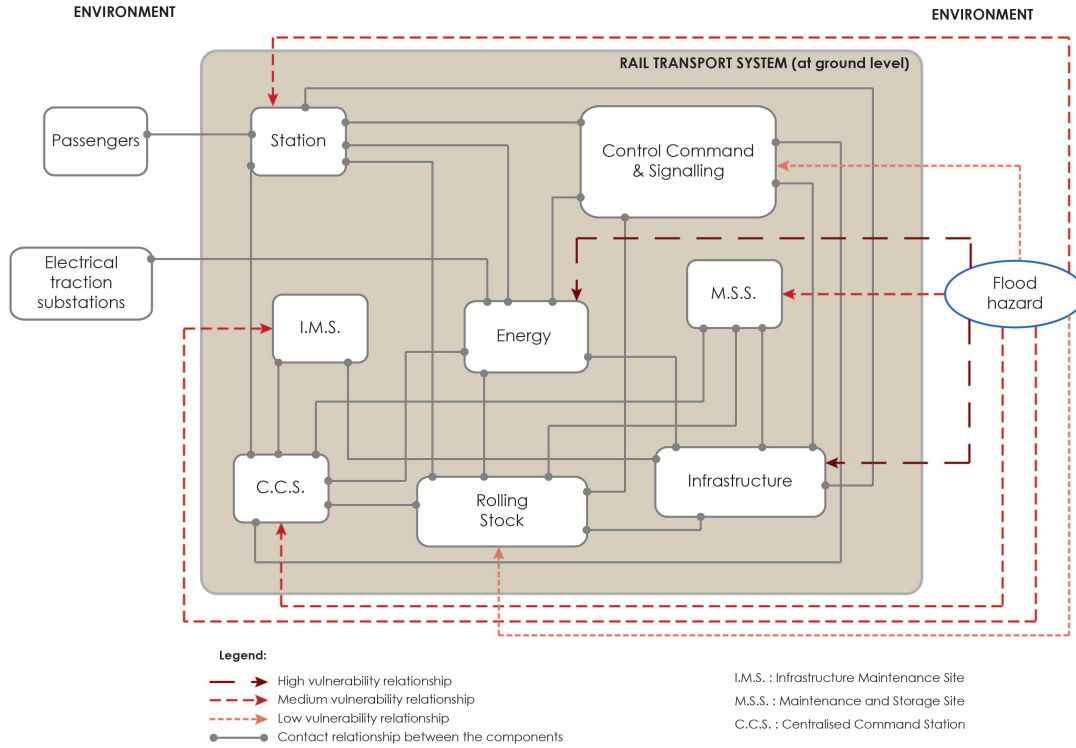 ENVIRONMENT
ENVIRONMENT
RAIL TRANSPORT SYSTEM (at ground level)
Passengers
Station
Control Command
& Signalling
Electrical
traction
substations
I.M.S.
Energy
M.S.S.
Flood
hazard
C.C.S.
Rolling
Stock
Infrastructure
Legend:
High vulnerability relationship
Medium vulnerability relationship
Low vulnerability relationship
Contact relationship between the components
I.M.S. : Infrastructure Maintenance Site
M.S.S. : Maintenance and Storage Site
C.C.S. : Centralised Command Station